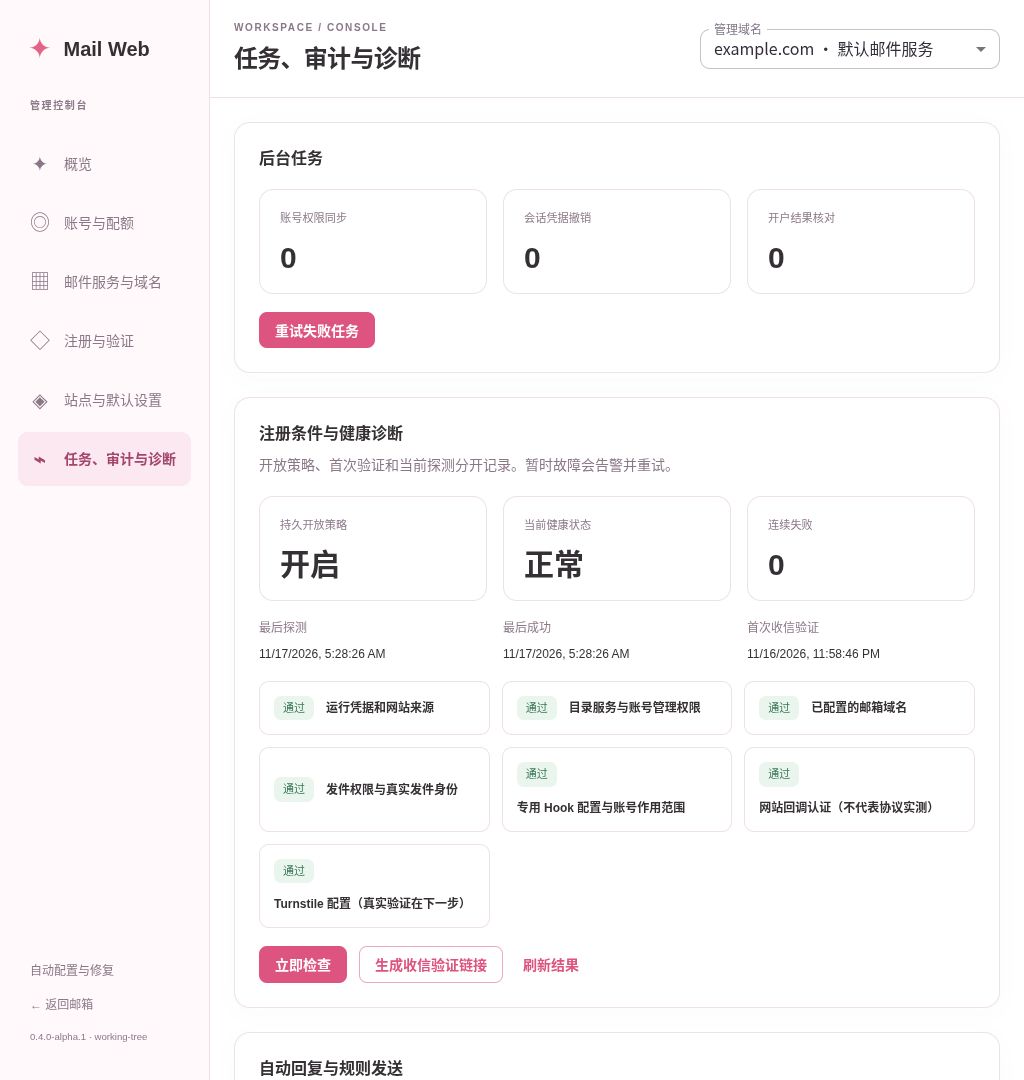 Mail Web
管理控制台
概览
账号与配额
邮件服务与域名
注册与验证
站点与默认设置
任务、审计与诊断
自动配置与修复
← 返回邮箱
0.4.0-alpha.1 · working-tree
WORKSPACE / CONSOLE
任务、审计与诊断
管理域名
example.com · 默认邮件服务
后台任务
账号权限同步
0
会话凭据撤销
0
开户结果核对
0
重试失败任务
注册条件与健康诊断
开放策略、首次验证和当前探测分开记录。暂时故障会告警并重试。
持久开放策略
开启
当前健康状态
正常
连续失败
0
最后探测
11/17/2026, 5:28:26 AM
最后成功
11/17/2026, 5:28:26 AM
首次收信验证
11/16/2026, 11:58:46 PM
通过 运行凭据和网站来源
通过 目录服务与账号管理权限
通过 已配置的邮箱域名
通过 发件权限与真实发件身份
通过
专用 Hook 配置与账号作用范围
通过
网站回调认证（不代表协议实测）
通过
Turnstile 配置（真实验证在下一步）
立即检查
生成收信验证链接
刷新结果
自动回复与规则发送